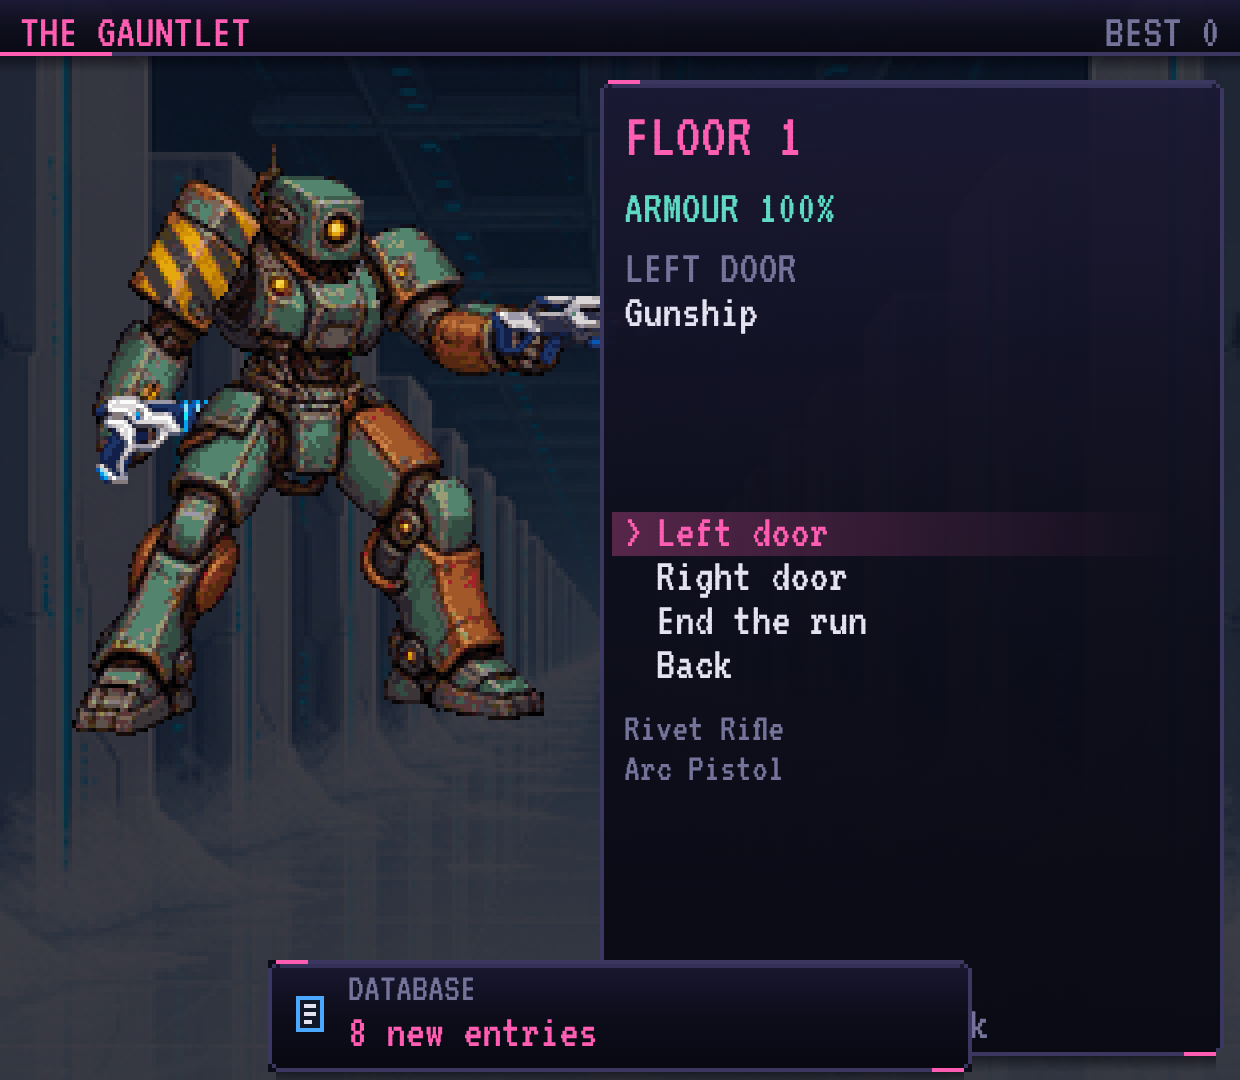 THE GAUNTLET
BEST 0
FLOOR 1
ARMOUR 100%
LEFT DOOR
Gunship
> Left door
Right door
End the run
Back
Rivet Rifle
Arc Pistol
DATABASE
8 new entries